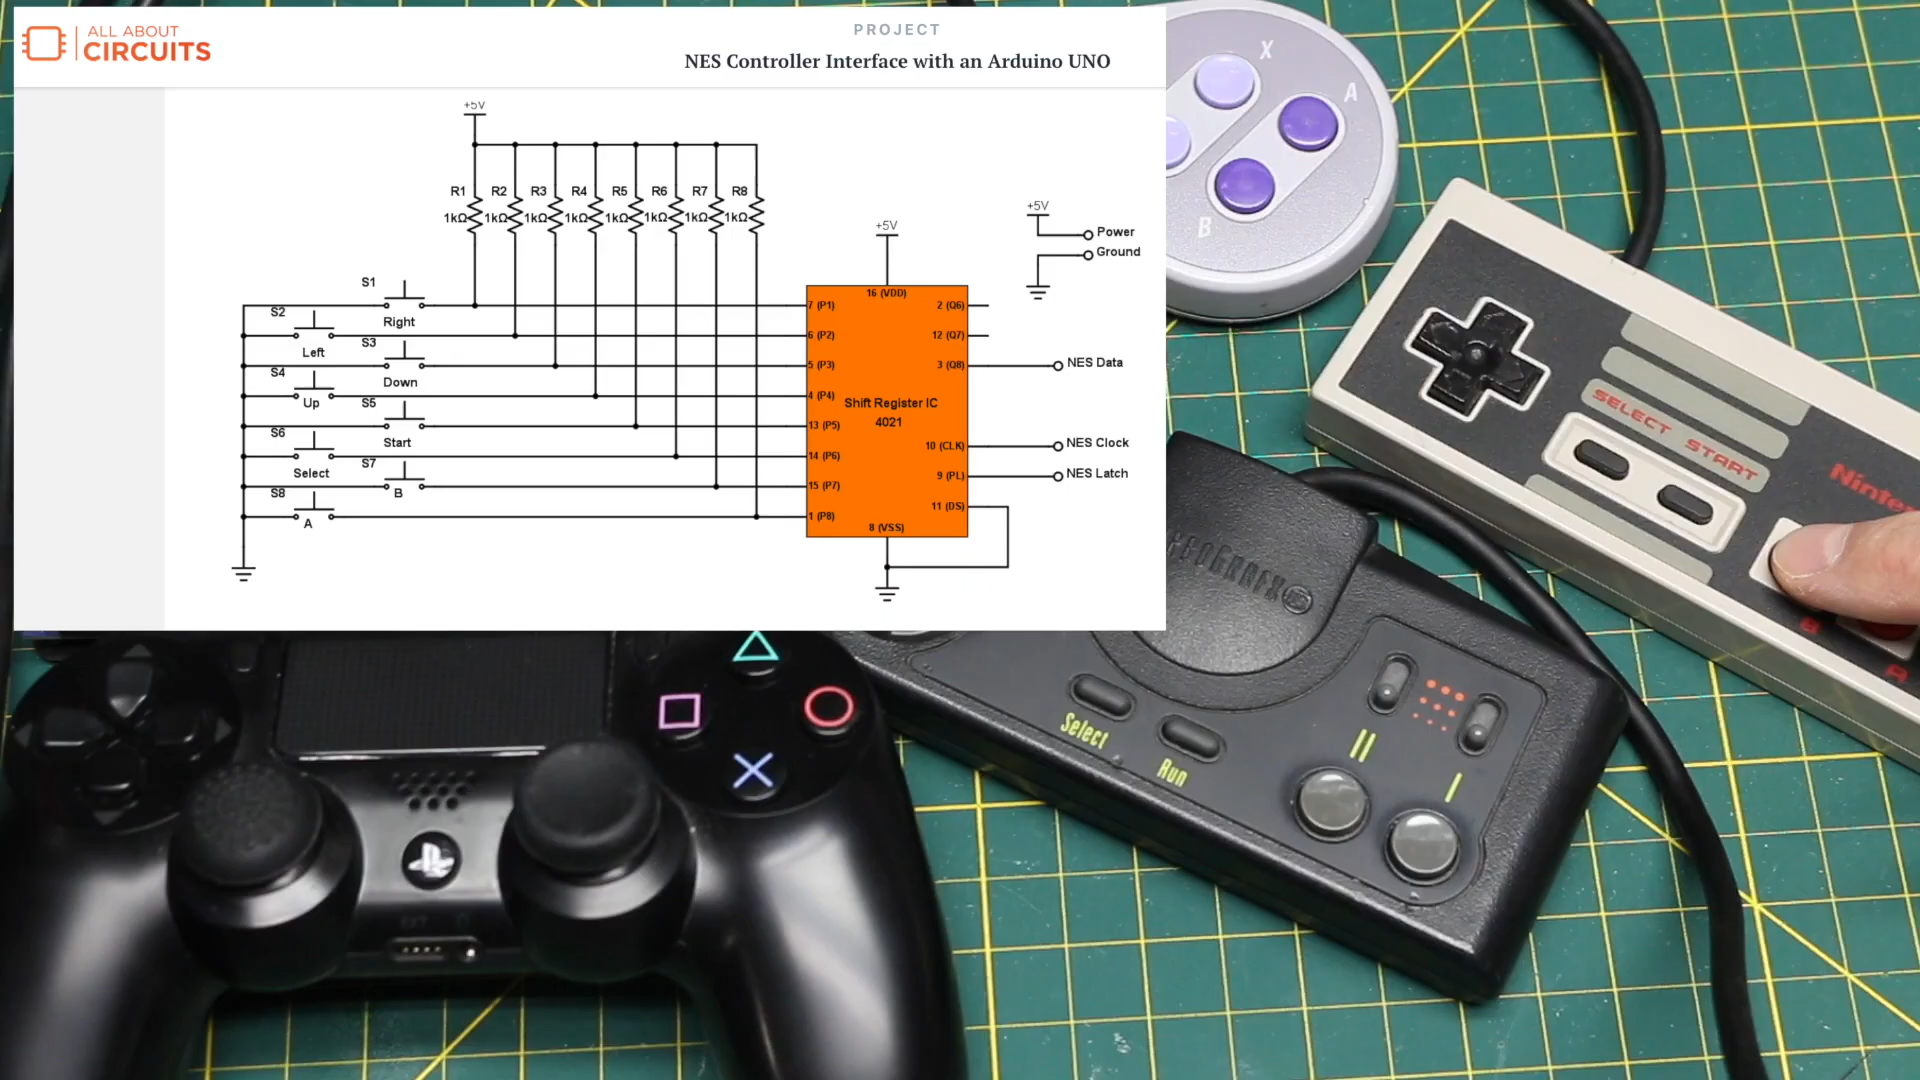 ALL ABOUT
CIRCUITS
PROJECT
NES Controller Interface with an Arduino UNO
+5V
R1 R2 R3 R4 R5 R6 R7 R8
1kΩ 1kΩ 1kΩ 1kΩ 1kΩ 1kΩ 1kΩ 1kΩ
+5V
+5V
Power
Ground
S1
Right
S2
Left
S3
Down
S4
Up
S5
Start
S6
Select
S7
B
S8
A
16 (VDD)
7 (P1)
6 (P2)
5 (P3)
4 (P4)
13 (P5)
14 (P6)
15 (P7)
1 (P8)
Shift Register IC
4021
2 (Q6)
12 (Q7)
3 (Q8)
10 (CLK)
9 (PL)
11 (DS)
8 (VSS)
NES Data
NES Clock
NES Latch
X
A
B
SELECT START
B
A
Select
Run
II
I